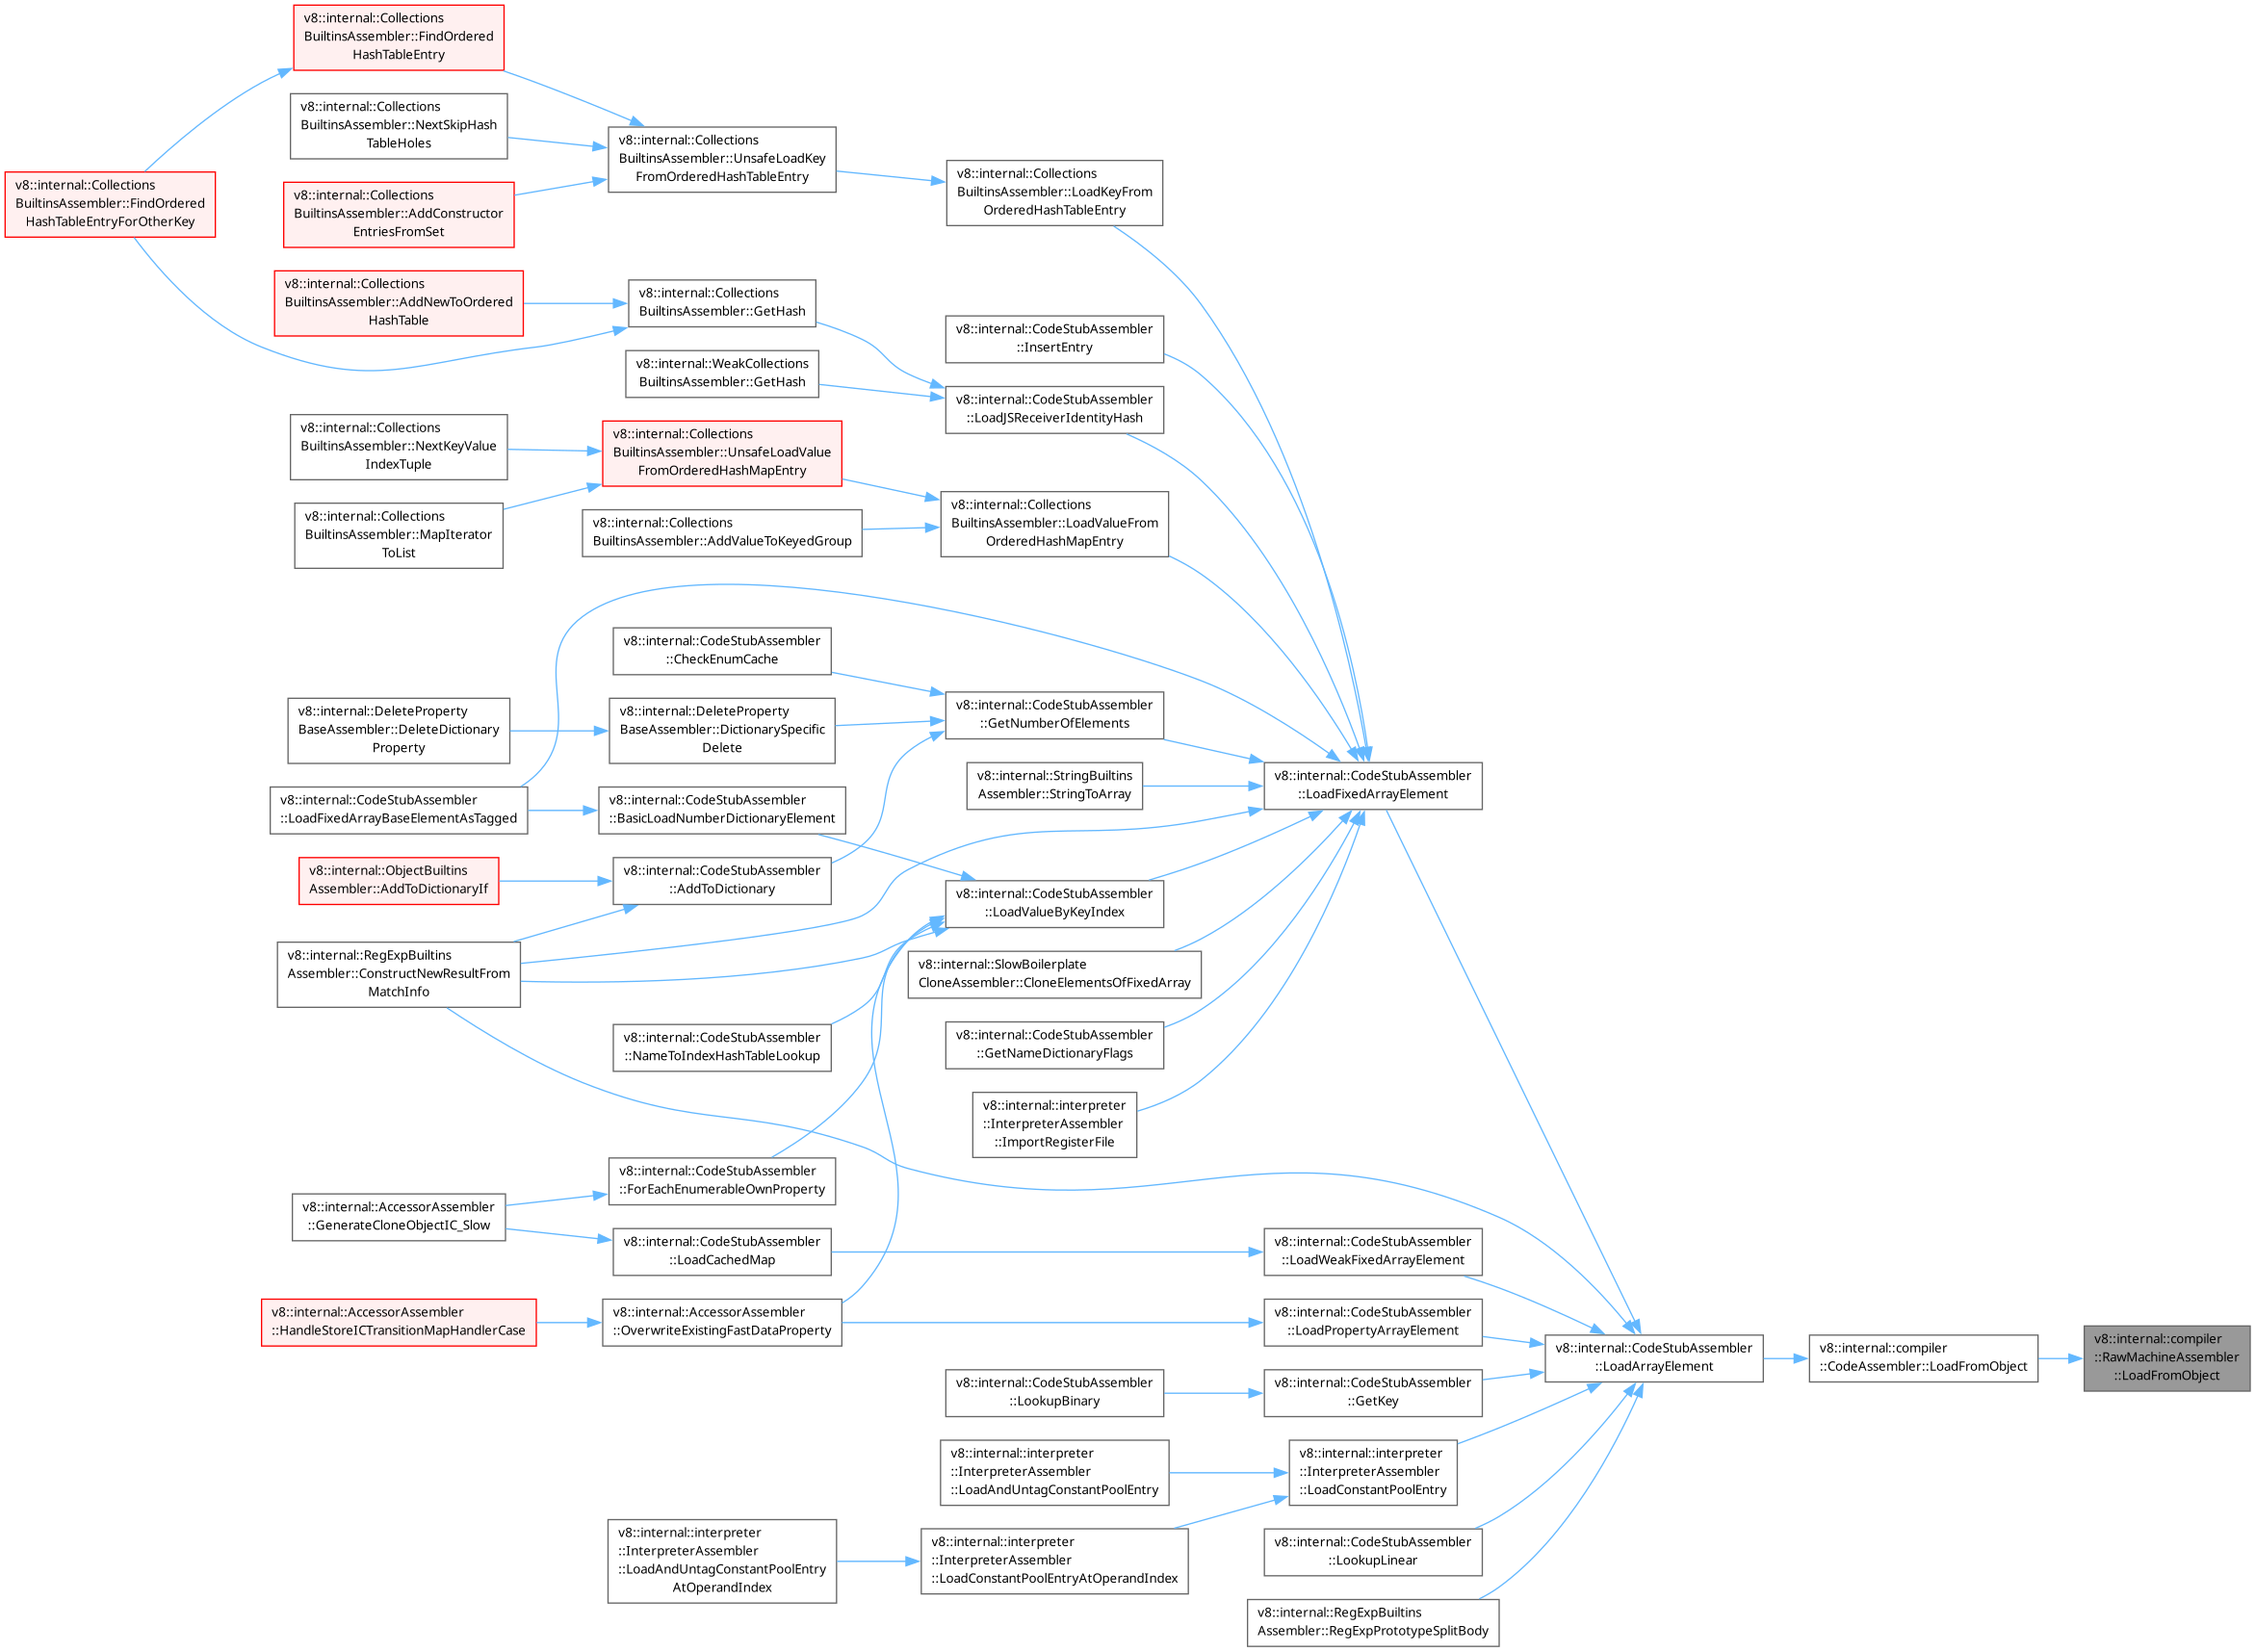 v8::internal::Collections
BuiltinsAssembler::FindOrdered
HashTableEntry
v8::internal::Collections
BuiltinsAssembler::NextSkipHash
TableHoles
v8::internal::Collections
BuiltinsAssembler::FindOrdered
HashTableEntryForOtherKey
v8::internal::Collections
BuiltinsAssembler::AddConstructor
EntriesFromSet
v8::internal::Collections
BuiltinsAssembler::UnsafeLoadKey
FromOrderedHashTableEntry
v8::internal::Collections
BuiltinsAssembler::LoadKeyFrom
OrderedHashTableEntry
v8::internal::Collections
BuiltinsAssembler::AddNewToOrdered
HashTable
v8::internal::Collections
BuiltinsAssembler::GetHash
v8::internal::WeakCollections
BuiltinsAssembler::GetHash
v8::internal::CodeStubAssembler
::InsertEntry
v8::internal::CodeStubAssembler
::LoadJSReceiverIdentityHash
v8::internal::Collections
BuiltinsAssembler::NextKeyValue
IndexTuple
v8::internal::Collections
BuiltinsAssembler::MapIterator
ToList
v8::internal::Collections
BuiltinsAssembler::UnsafeLoadValue
FromOrderedHashMapEntry
v8::internal::Collections
BuiltinsAssembler::AddValueToKeyedGroup
v8::internal::Collections
BuiltinsAssembler::LoadValueFrom
OrderedHashMapEntry
v8::internal::CodeStubAssembler
::CheckEnumCache
v8::internal::DeleteProperty
BaseAssembler::DeleteDictionary
Property
v8::internal::DeleteProperty
BaseAssembler::DictionarySpecific
Delete
v8::internal::CodeStubAssembler
::GetNumberOfElements
v8::internal::StringBuiltins
Assembler::StringToArray
v8::internal::CodeStubAssembler
::LoadFixedArrayElement
v8::internal::CodeStubAssembler
::LoadFixedArrayBaseElementAsTagged
v8::internal::CodeStubAssembler
::BasicLoadNumberDictionaryElement
v8::internal::ObjectBuiltins
Assembler::AddToDictionaryIf
v8::internal::CodeStubAssembler
::AddToDictionary
v8::internal::CodeStubAssembler
::LoadValueByKeyIndex
v8::internal::RegExpBuiltins
Assembler::ConstructNewResultFrom
MatchInfo
v8::internal::SlowBoilerplate
CloneAssembler::CloneElementsOfFixedArray
v8::internal::CodeStubAssembler
::NameToIndexHashTableLookup
v8::internal::CodeStubAssembler
::GetNameDictionaryFlags
v8::internal::interpreter
::InterpreterAssembler
::ImportRegisterFile
v8::internal::CodeStubAssembler
::ForEachEnumerableOwnProperty
v8::internal::AccessorAssembler
::GenerateCloneObjectIC_Slow
v8::internal::CodeStubAssembler
::LoadCachedMap
v8::internal::CodeStubAssembler
::LoadWeakFixedArrayElement
v8::internal::AccessorAssembler
::HandleStoreICTransitionMapHandlerCase
v8::internal::AccessorAssembler
::OverwriteExistingFastDataProperty
v8::internal::CodeStubAssembler
::LoadPropertyArrayElement
v8::internal::CodeStubAssembler
::LoadArrayElement
v8::internal::compiler
::CodeAssembler::LoadFromObject
v8::internal::compiler
::RawMachineAssembler
::LoadFromObject
v8::internal::CodeStubAssembler
::LookupBinary
v8::internal::CodeStubAssembler
::GetKey
v8::internal::interpreter
::InterpreterAssembler
::LoadAndUntagConstantPoolEntry
v8::internal::interpreter
::InterpreterAssembler
::LoadConstantPoolEntry
v8::internal::interpreter
::InterpreterAssembler
::LoadAndUntagConstantPoolEntry
AtOperandIndex
v8::internal::interpreter
::InterpreterAssembler
::LoadConstantPoolEntryAtOperandIndex
v8::internal::CodeStubAssembler
::LookupLinear
v8::internal::RegExpBuiltins
Assembler::RegExpPrototypeSplitBody